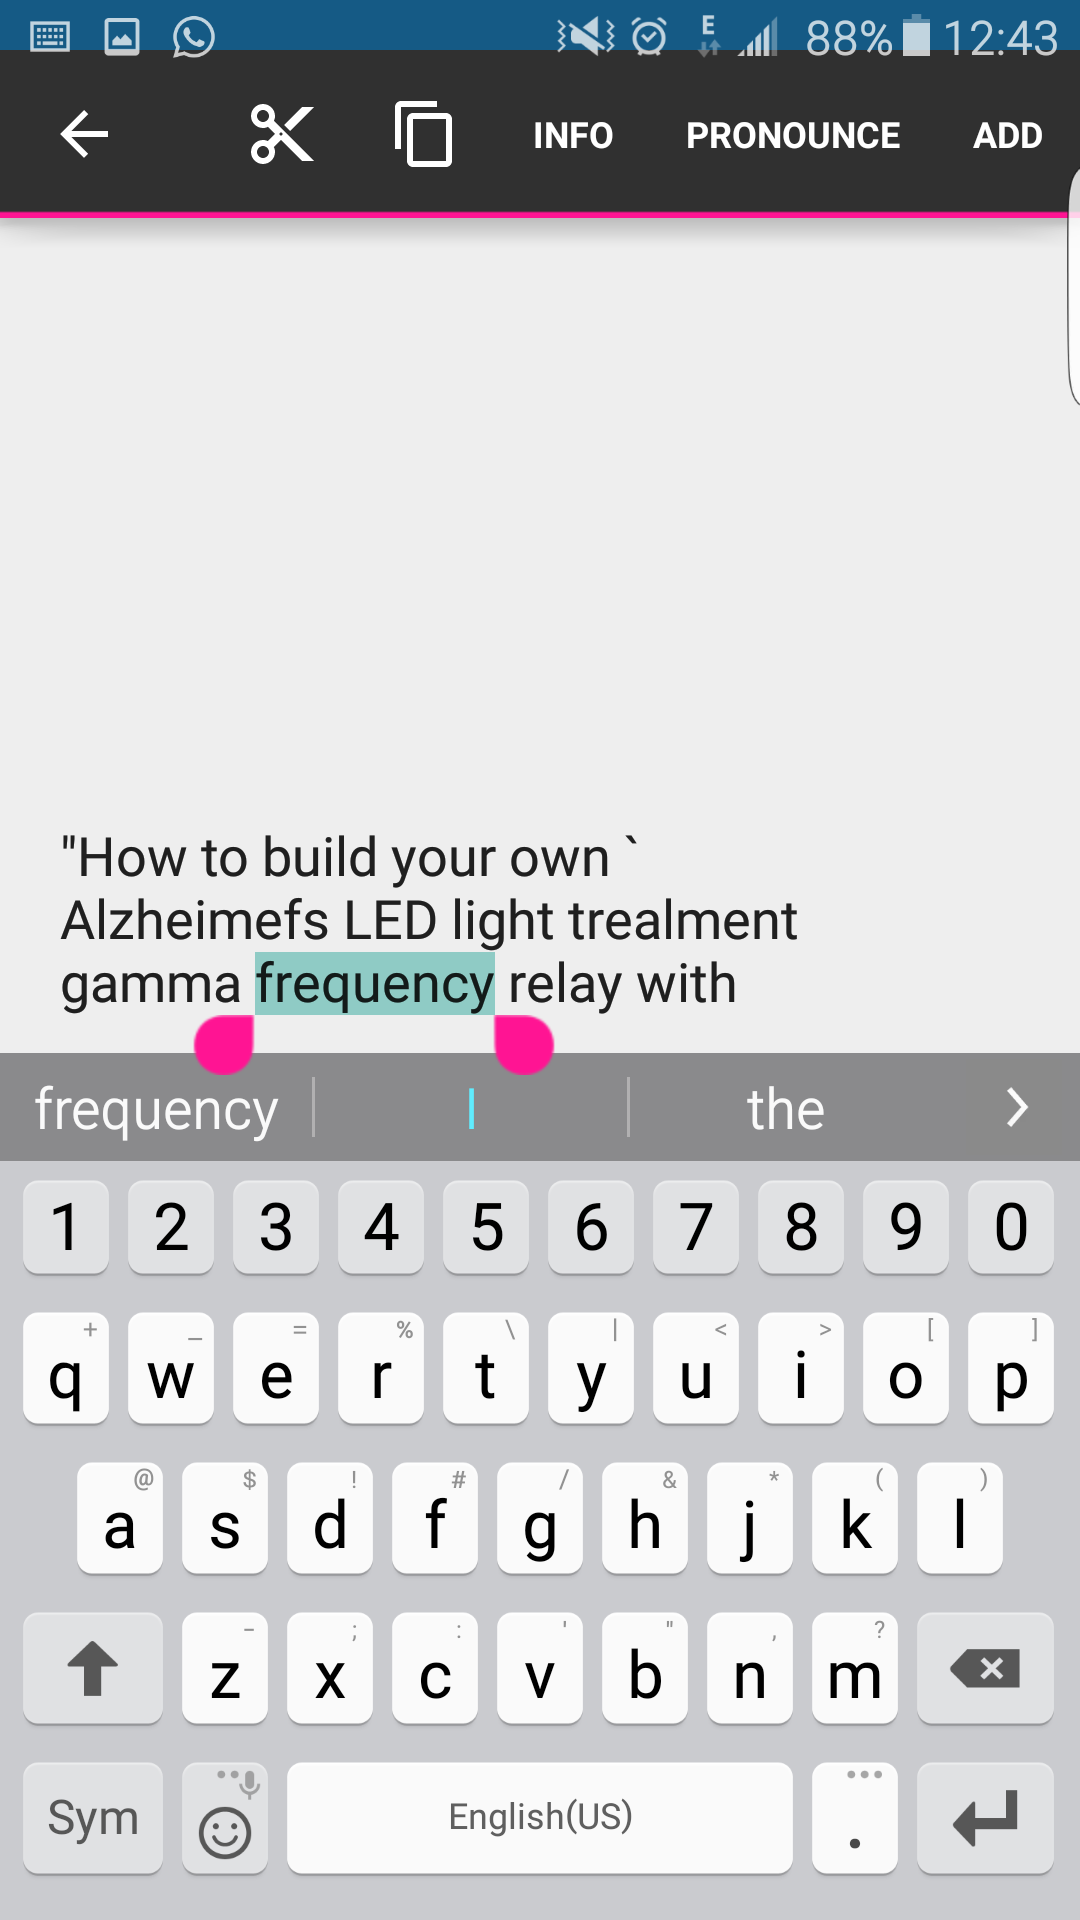 E 88% 12:43
INFO PRONOUNCE ADD
"How to build your own `
Alzheimefs LED light trealment
gamma frequency relay with
frequency | the
1 2 3 4 5 6 7 8 9 0
+ _ = % \ | < > [ ]
q w e r t y u i o p
@ $ ! # / & * ( )
a s d f g h j k l
- ; : ' " , ?
z x c v b n m
Sym English(US) .